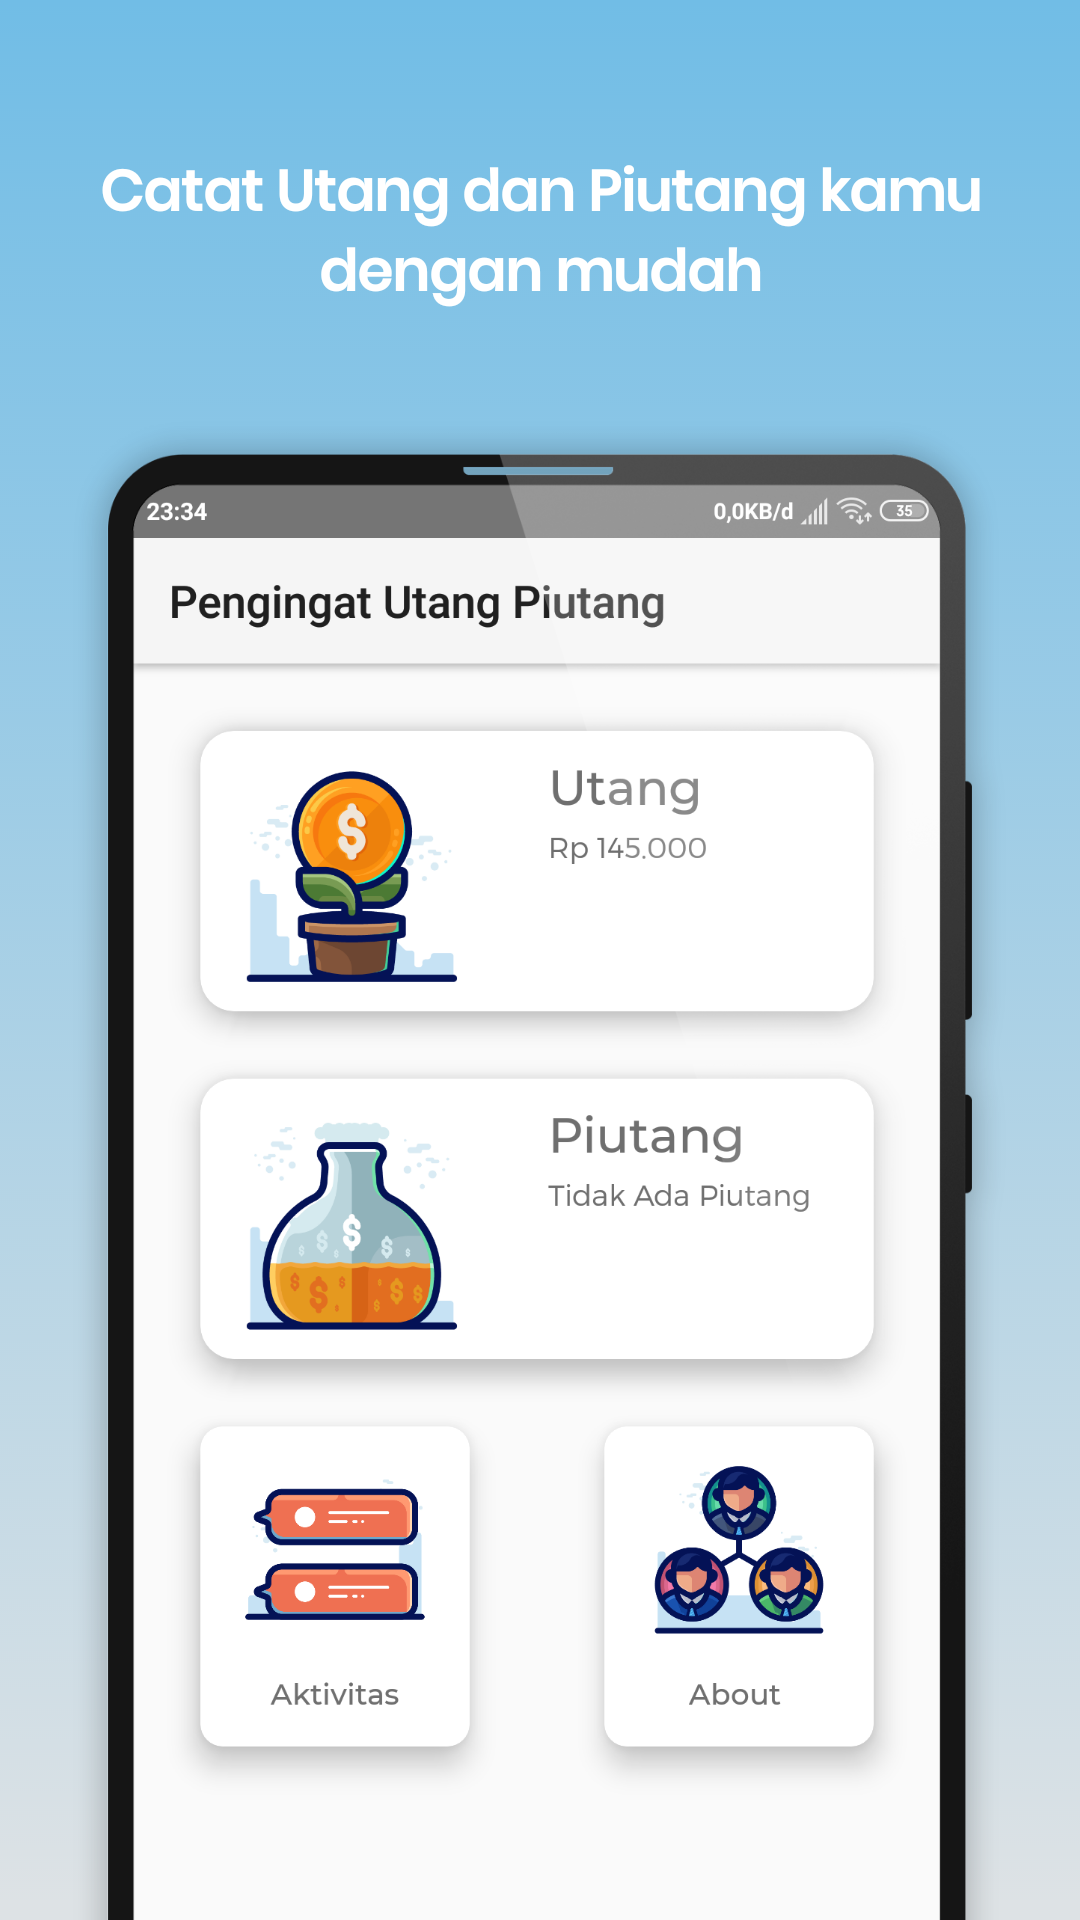 Catat Utang dan Piutang kamu
dengan mudah
23:34
0,0KB/d
35
Pengingat Utang Piutang
Utang
Rp 145.000
Piutang
Tidak Ada Piutang
Aktivitas
About